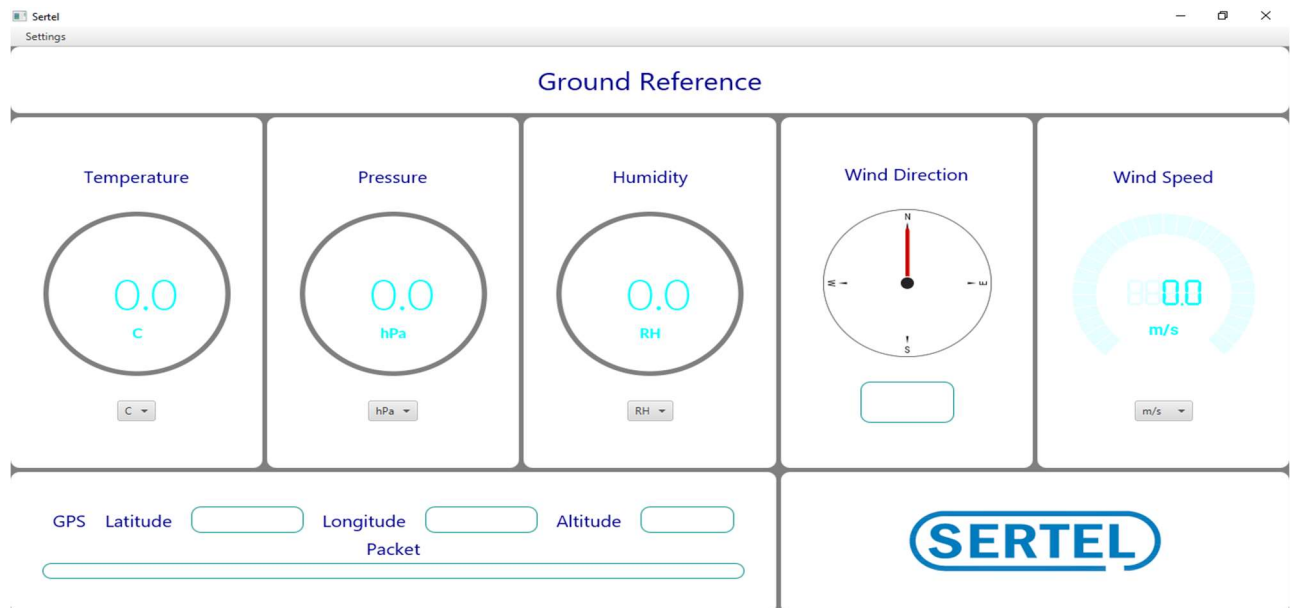 Sertel
Settings
Ground Reference
Temperature
Pressure
Humidity
Wind Direction
Wind Speed
N
W
E
S
0.0
C
0.0
hPa
0.0
RH
0.0
m/s
C
hPa
RH
m/s
GPS Latitude Longitude Altitude
Packet
SERTEL